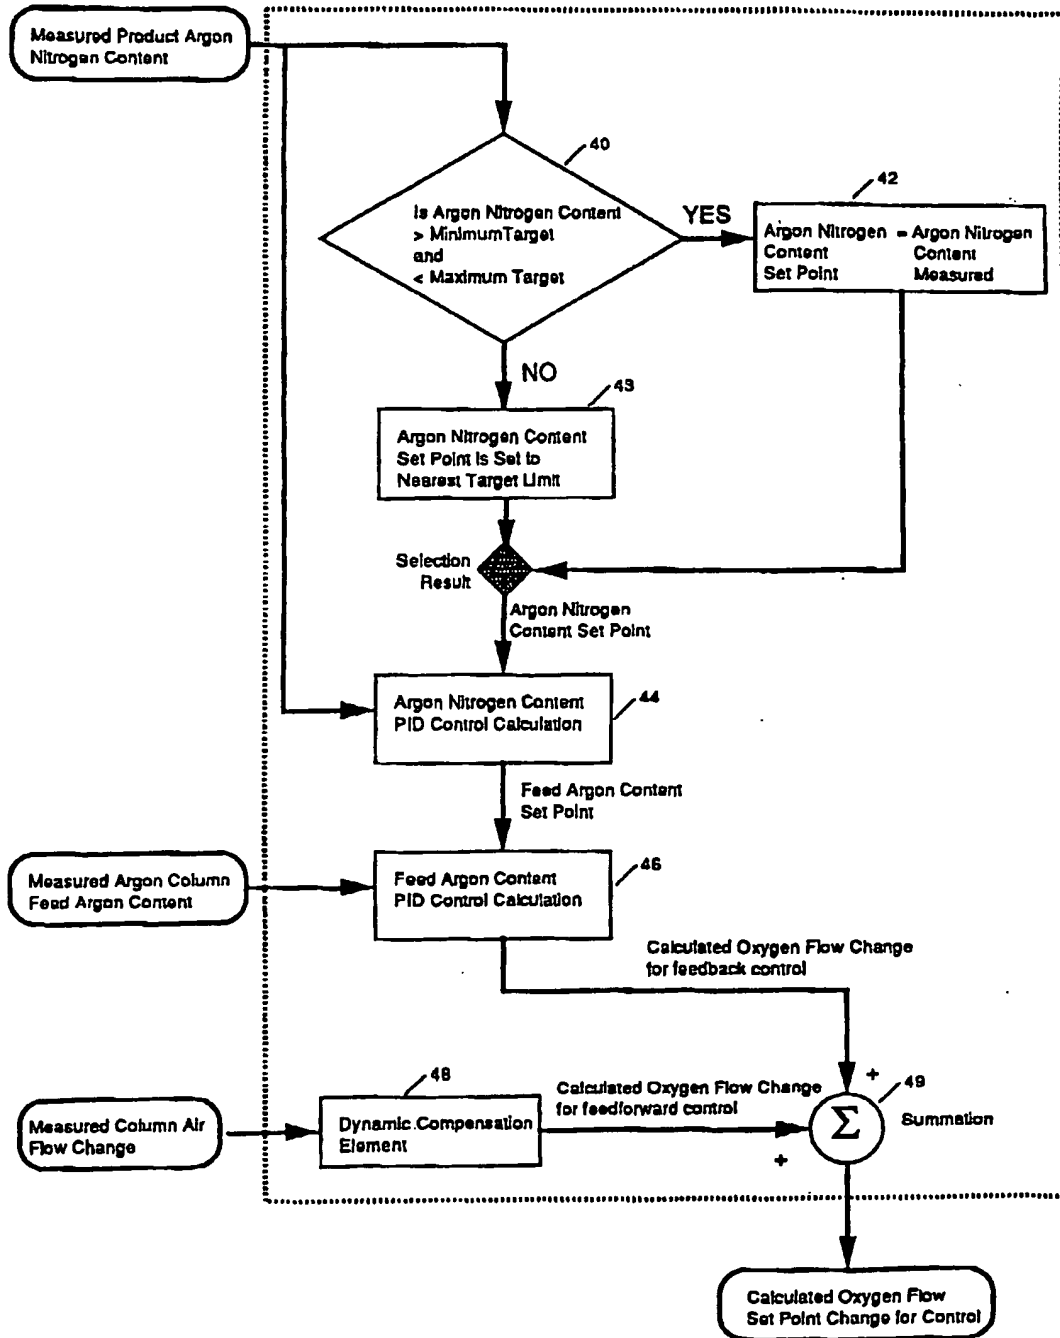 Measured Product Argon
Nitrogen Content
40
Is Argon Nitrogen Content
> Minimum Target
and
< Maximum Target
YES
42
Argon Nitrogen = Argon Nitrogen
Content Content
Set Point Measured
NO
43
Argon Nitrogen Content
Set Point Is Set to
Nearest Target Limit
Selection
Result
Argon Nitrogen
Content Set Point
Argon Nitrogen Content
PID Control Calculation
44
Feed Argon Content
Set Point
Measured Argon Column
Feed Argon Content
Feed Argon Content
PID Control Calculation
46
Calculated Oxygen Flow Change
for feedback control
Measured Column Air
Flow Change
48
Dynamic Compensation
Element
Calculated Oxygen Flow Change
for feedforward control
+
+
49
Σ
Summation
Calculated Oxygen Flow
Set Point Change for Control